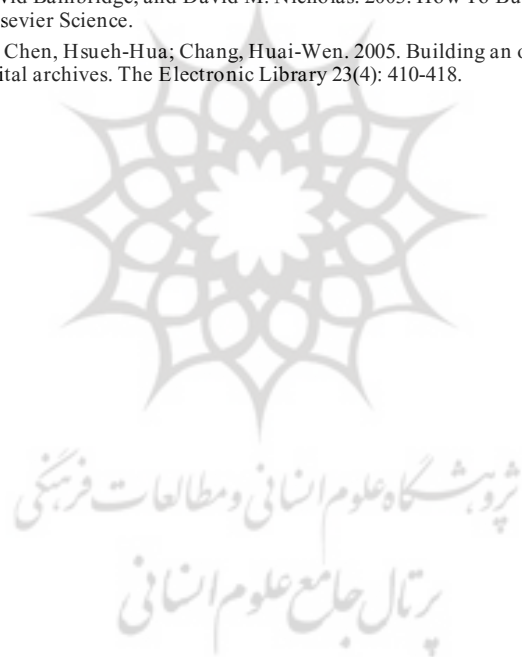 vid Bainbridge, and David M. Nicholas. 2003. How To Bu
sevier Science.
Chen, Hsueh-Hua; Chang, Huai-Wen. 2005. Building an o
ital archives. The Electronic Library 23(4): 410-418.
پژوهشگاه علوم انسانی و مطالعات فرهنگی
پرتال جامع علوم انسانی